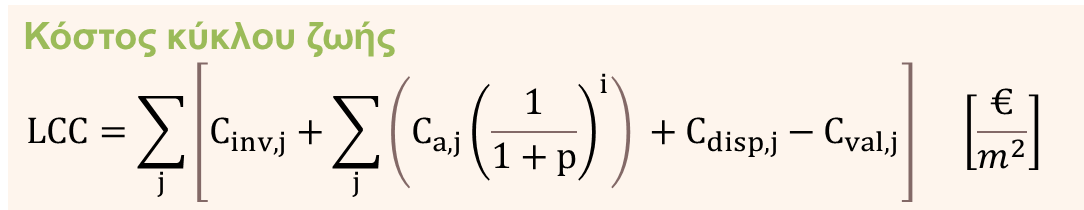 Κόστος κύκλου ζωής
LCC = ∑_j [ C_inv,j + ∑_j ( C_a,j ( 1 / (1 + p) )^i ) + C_disp,j − C_val,j ] [ € / m² ]